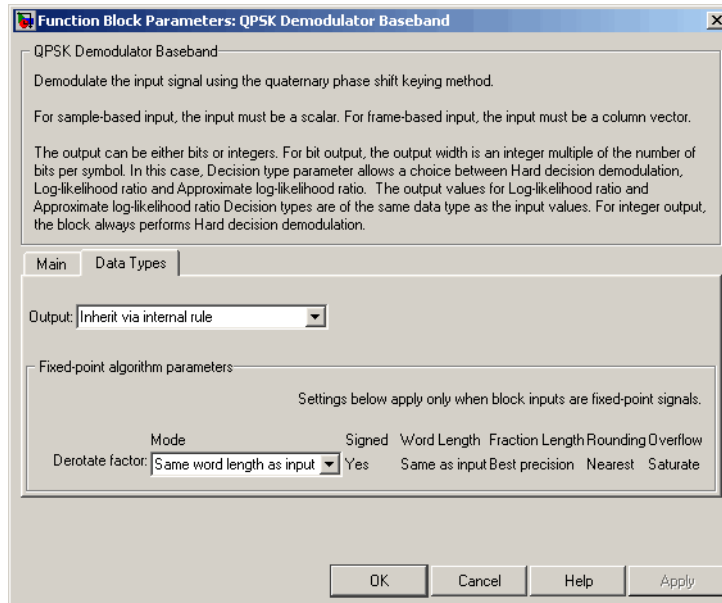 Function Block Parameters: QPSK Demodulator Baseband
QPSK Demodulator Baseband
Demodulate the input signal using the quaternary phase shift keying method.
For sample-based input, the input must be a scalar. For frame-based input, the input must be a column vector.
The output can be either bits or integers. For bit output, the output width is an integer multiple of the number of
bits per symbol. In this case, Decision type parameter allows a choice between Hard decision demodulation,
Log-likelihood ratio and Approximate log-likelihood ratio. The output values for Log-likelihood ratio and
Approximate log-likelihood ratio Decision types are of the same data type as the input values. For integer output,
the block always performs Hard decision demodulation.
Main Data Types
Output: Inherit via internal rule
Fixed-point algorithm parameters
Settings below apply only when block inputs are fixed-point signals.
Mode Signed Word Length Fraction Length Rounding Overflow
Derotate factor: Same word length as input Yes Same as input Best precision Nearest Saturate
OK Cancel Help Apply